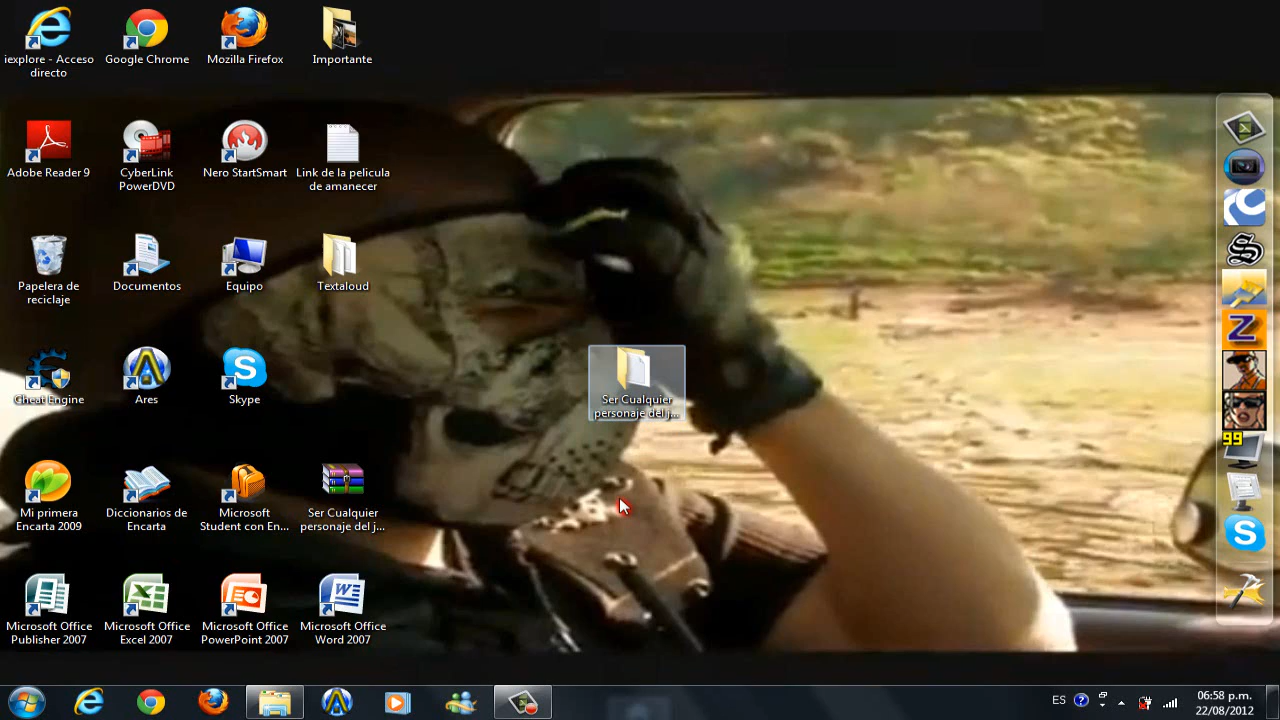 iexplore - Acceso
directo
Google Chrome
Mozilla Firefox
Importante
Adobe Reader 9
CyberLink
PowerDVD
Nero StartSmart
Link de la pelicula
de amanecer
Papelera de
reciclaje
Documentos
Equipo
Textaloud
Cheat Engine
Ares
Skype
Ser Cualquier
personaje del j...
Mi primera
Encarta 2009
Diccionarios de
Encarta
Microsoft
Student con En...
Ser Cualquier
personaje del j...
Microsoft Office
Publisher 2007
Microsoft Office
Excel 2007
Microsoft Office
PowerPoint 2007
Microsoft Office
Word 2007
99
ES
06:58 p.m.
22/08/2012